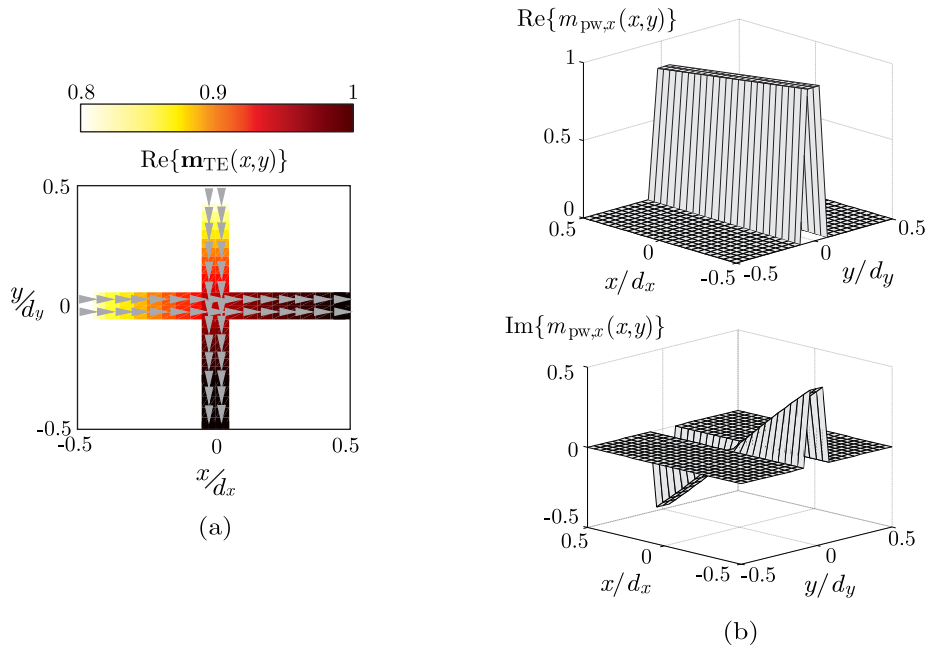 0.8 0.9 1
Re{m_TE(x,y)}
0.5
y/d_y 0
-0.5
-0.5 0 0.5
x/d_x
(a)
Re{m_pw,x(x,y)}
1
0.5
0
0.5 0 -0.5
x/d_x
-0.5 0 0.5
y/d_y
Im{m_pw,x(x,y)}
0.5
0
-0.5
0.5 0 -0.5
x/d_x
-0.5 0 0.5
y/d_y
(b)